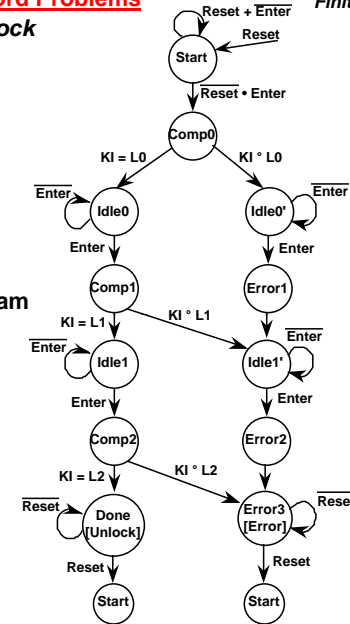 ord Problems
Finit
ock
Reset + Enter
Reset
Start
Reset • Enter
Comp0
KI = L0
KI ° L0
Enter
Enter
Idle0
Idle0'
Enter
Enter
Comp1
Error1
am
KI = L1
KI ° L1
Enter
Enter
Idle1
Idle1'
Enter
Enter
Comp2
Error2
KI = L2
KI ° L2
Reset
Rese
Done
[Unlock]
Error3
[Error]
Reset
Reset
Start
Start